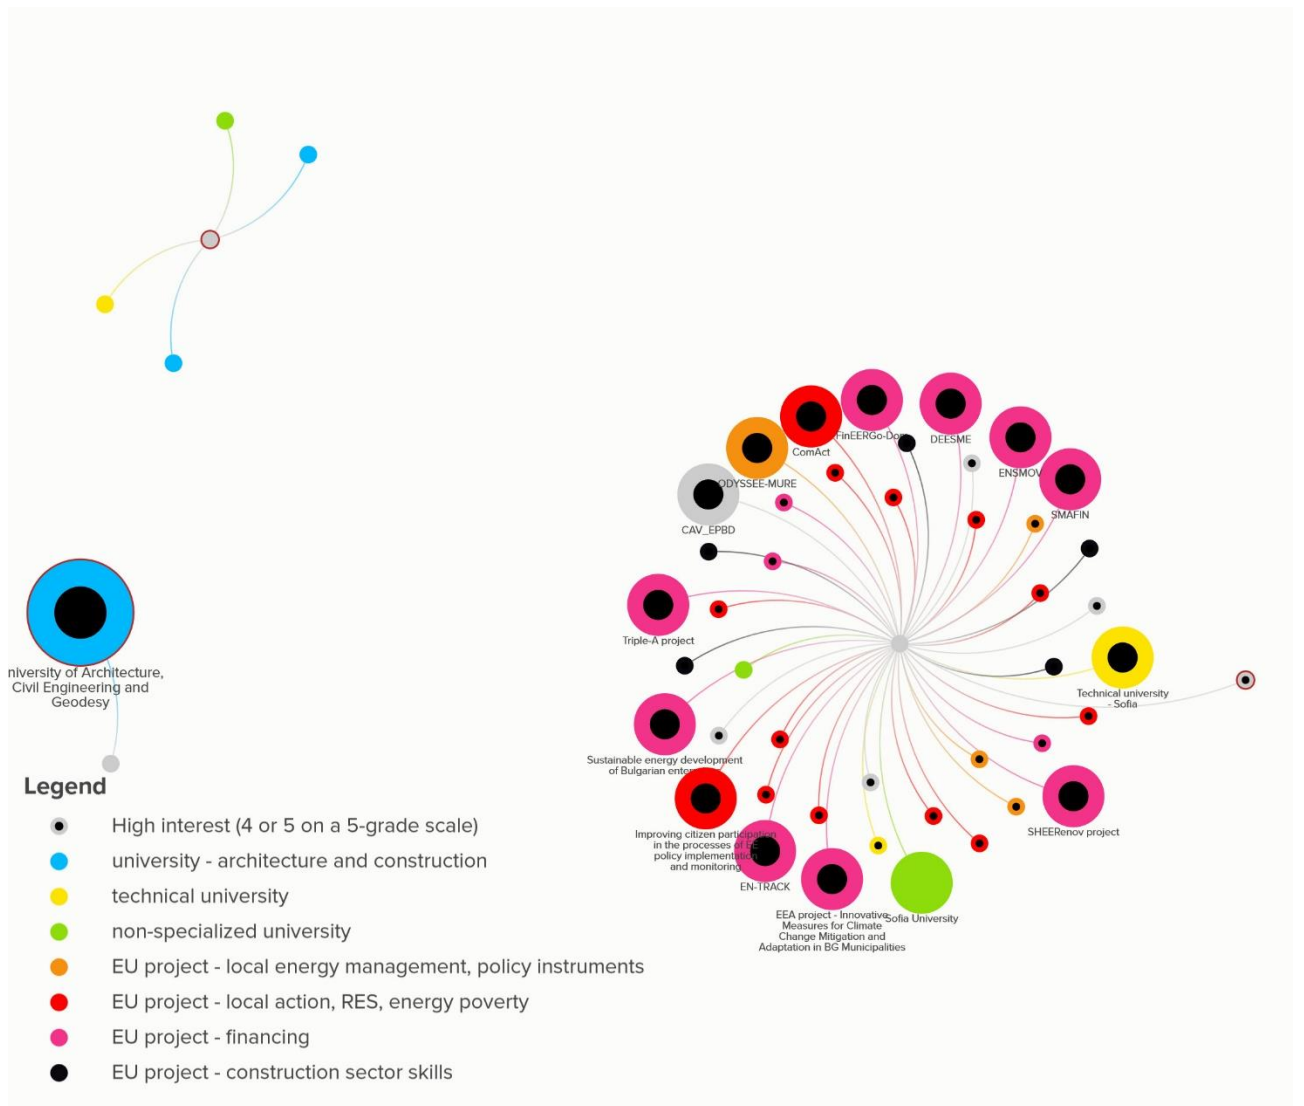 FinEERGo-Dom
DEESME
ComAct
ENSMOV
ODYSSEE-MURE
SMAFIN
CAV_EPBD
Triple-A project
niversity of Architecture,
Civil Engineering and
Geodesy
Technical university
- Sofia
Sustainable energy development
of Bulgarian enter
Improving citizen participation
in the processes of EE
policy implementation
and monitoring
SHEERenov project
EN-TRACK
EEA project - Innovative
Measures for Climate
Change Mitigation and
Adaptation in BG Municipalities
Sofia University
Legend
High interest (4 or 5 on a 5-grade scale)
university - architecture and construction
technical university
non-specialized university
EU project - local energy management, policy instruments
EU project - local action, RES, energy poverty
EU project - financing
EU project - construction sector skills